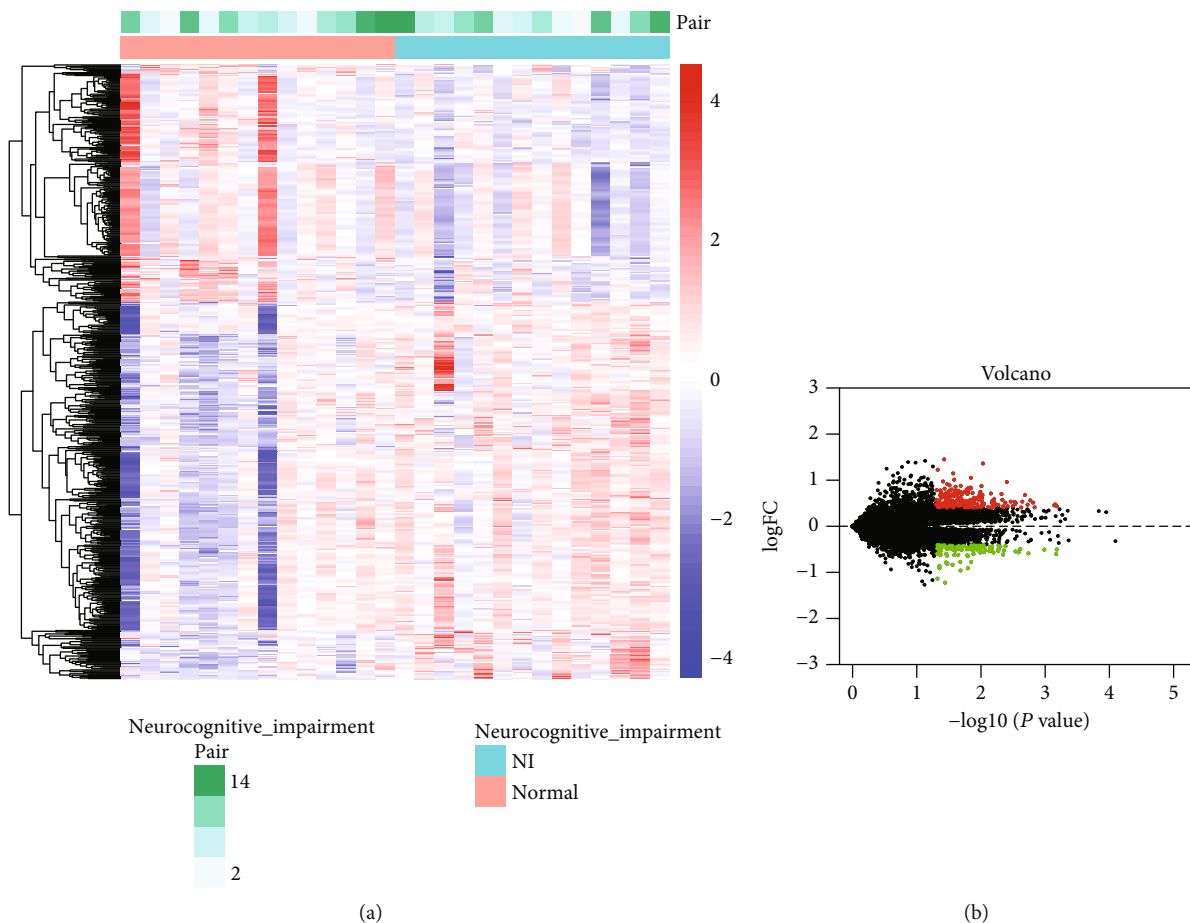 Pair
4
2
0
−2
−4
Neurocognitive_impairment
Pair
14
2
Neurocognitive_impairment
NI
Normal
(a)
Volcano
3
2
1
0
−1
−2
−3
logFC
0 1 2 3 4 5
−log10 (P value)
(b)